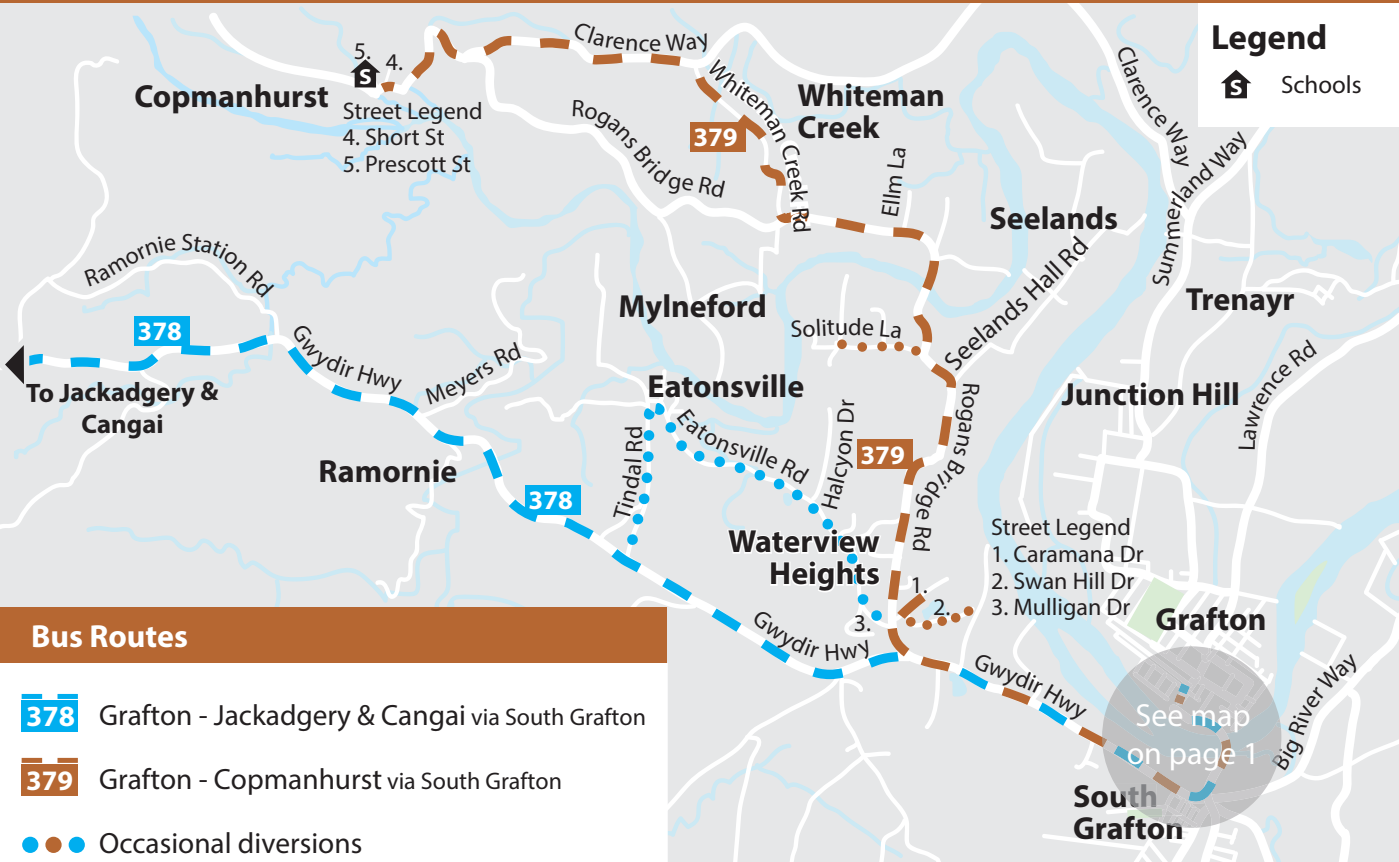 Legend
Schools
Clarence Way
5.
4.
Copmanhurst
Street Legend
4. Short St
5. Prescott St
Whiteman Creek Rd
379
Whiteman
Creek
Rogans Bridge Rd
Ellm La
Clarence Way
Summerland Way
Seelands
Seelands Hall Rd
Ramornie Station Rd
378
Mylneford
Solitude La
Trenayr
Gwydir Hwy
Meyers Rd
To Jackadgery &
Cangai
Eatonsville
Junction Hill
Lawrence Rd
Ramornie
378
Tindal Rd
Eatonsville Rd
Halcyon Dr
379
Rogans Bridge Rd
Waterview
Heights
Street Legend
1. Caramana Dr
2. Swan Hill Dr
3. Mulligan Dr
1.
2.
3.
Grafton
Gwydir Hwy
Gwydir Hwy
See map
on page 1
Big River Way
South
Grafton
Bus Routes
378 Grafton - Jackadgery & Cangai via South Grafton
379 Grafton - Copmanhurst via South Grafton
Occasional diversions